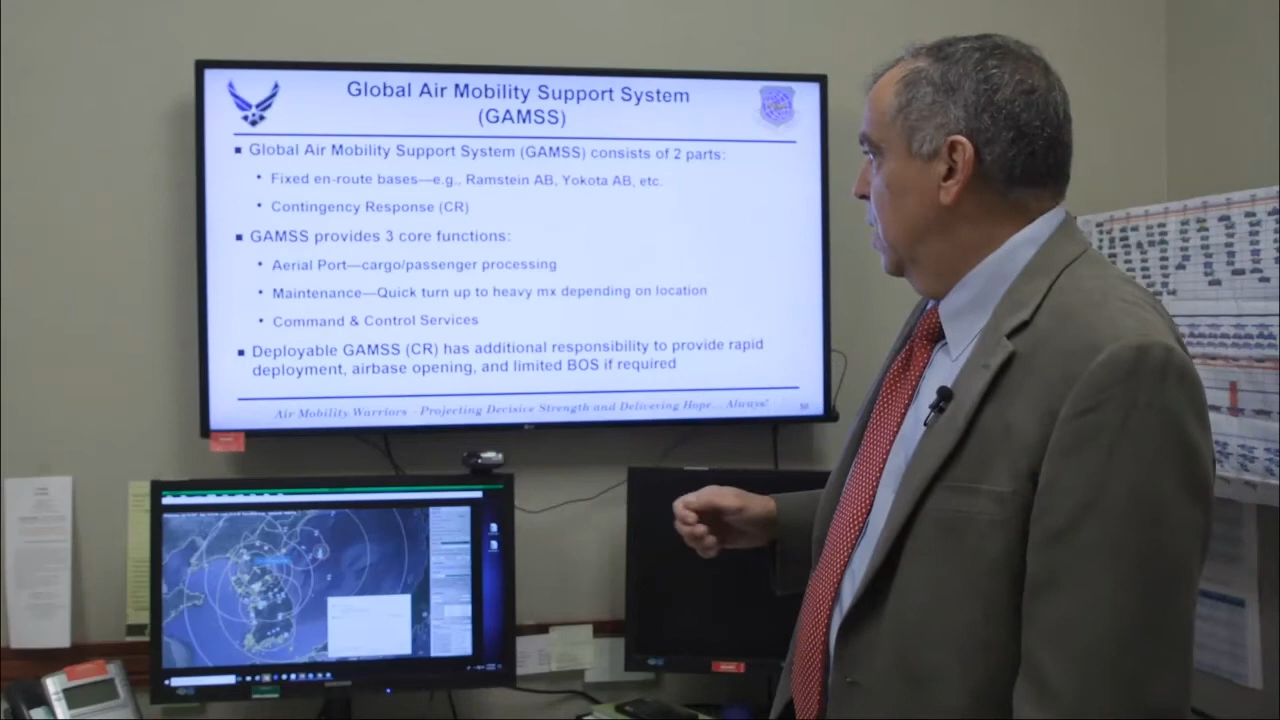 Global Air Mobility Support System
(GAMSS)
■ Global Air Mobility Support System (GAMSS) consists of 2 parts:
• Fixed en-route bases—e.g., Ramstein AB, Yokota AB, etc.
• Contingency Response (CR)
■ GAMSS provides 3 core functions:
• Aerial Port—cargo/passenger processing
• Maintenance—Quick turn up to heavy mx depending on location
• Command & Control Services
■ Deployable GAMSS (CR) has additional responsibility to provide rapid
deployment, airbase opening, and limited BOS if required
Air Mobility Warriors - Projecting Decisive Strength and Delivering Hope... Always!
50
LG